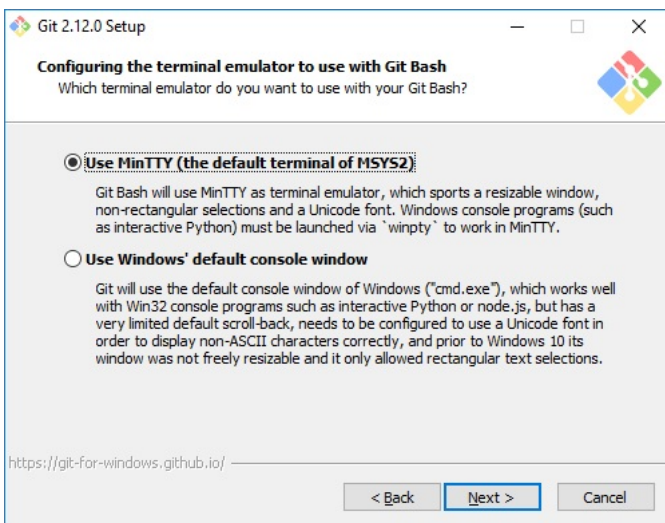 Git 2.12.0 Setup
Configuring the terminal emulator to use with Git Bash
Which terminal emulator do you want to use with your Git Bash?
Use MinTTY (the default terminal of MSYS2)
Git Bash will use MinTTY as terminal emulator, which sports a resizable window,
non-rectangular selections and a Unicode font. Windows console programs (such
as interactive Python) must be launched via `winpty` to work in MinTTY.
Use Windows' default console window
Git will use the default console window of Windows ("cmd.exe"), which works well
with Win32 console programs such as interactive Python or node.js, but has a
very limited default scroll-back, needs to be configured to use a Unicode font in
order to display non-ASCII characters correctly, and prior to Windows 10 its
window was not freely resizable and it only allowed rectangular text selections.
https://git-for-windows.github.io/
< Back Next > Cancel